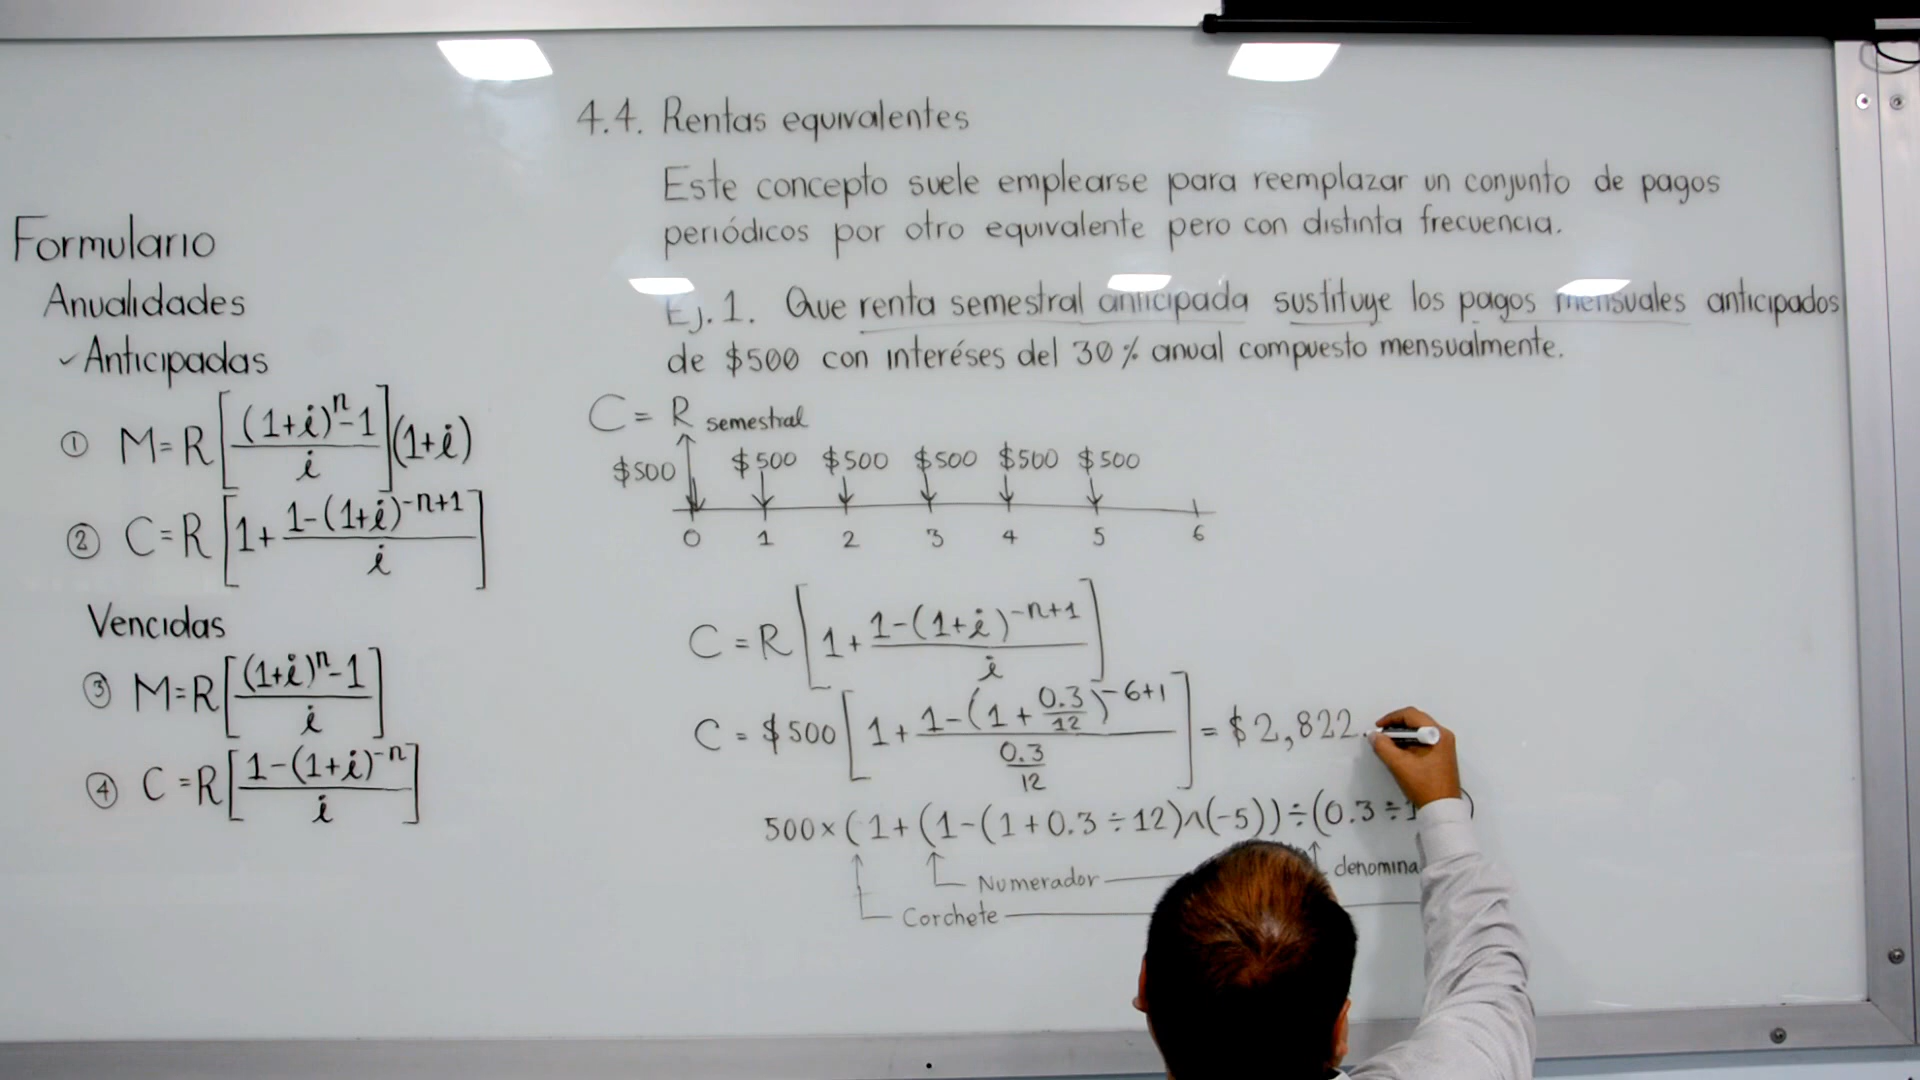 4.4. Rentas equivalentes
Este concepto suele emplearse para reemplazar un conjunto de pagos
periódicos por otro equivalente pero con distinta frecuencia.
Ej. 1. Que renta semestral anticipada sustituye los pagos mensuales anticipados
de $500 con interéses del 30% anual compuesto mensualmente.
Formulario
Anualidades
✓Anticipadas
① M=R[((1+i)^n-1)/i](1+i)
② C=R[1+(1-(1+i)^-n+1)/i]
Vencidas
③ M=R[((1+i)^n-1)/i]
④ C=R[(1-(1+i)^-n)/i]
C = R semestral
$500 $500 $500 $500 $500 $500
0 1 2 3 4 5 6
C=R[1+(1-(1+i)^-n+1)/i]
C = $500[1+(1-(1+0.3/12)^-6+1)/(0.3/12)] = $2,822.
500×(1+(1-(1+0.3÷12)^(-5))÷(0.3÷1 )
Numerador denomina
Corchete